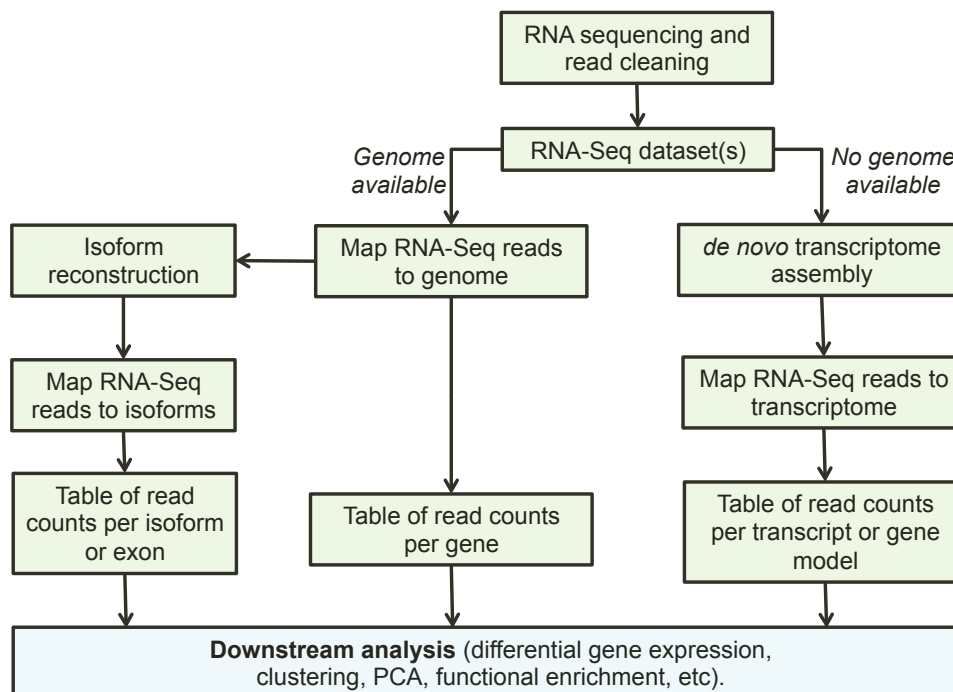 RNA sequencing and
read cleaning
RNA-Seq dataset(s)
Genome
available
No genome
available
Isoform
reconstruction
Map RNA-Seq reads
to genome
de novo transcriptome
assembly
Map RNA-Seq
reads to isoforms
Map RNA-Seq reads to
transcriptome
Table of read
counts per isoform
or exon
Table of read counts
per gene
Table of read counts
per transcript or gene
model
Downstream analysis (differential gene expression,
clustering, PCA, functional enrichment, etc).